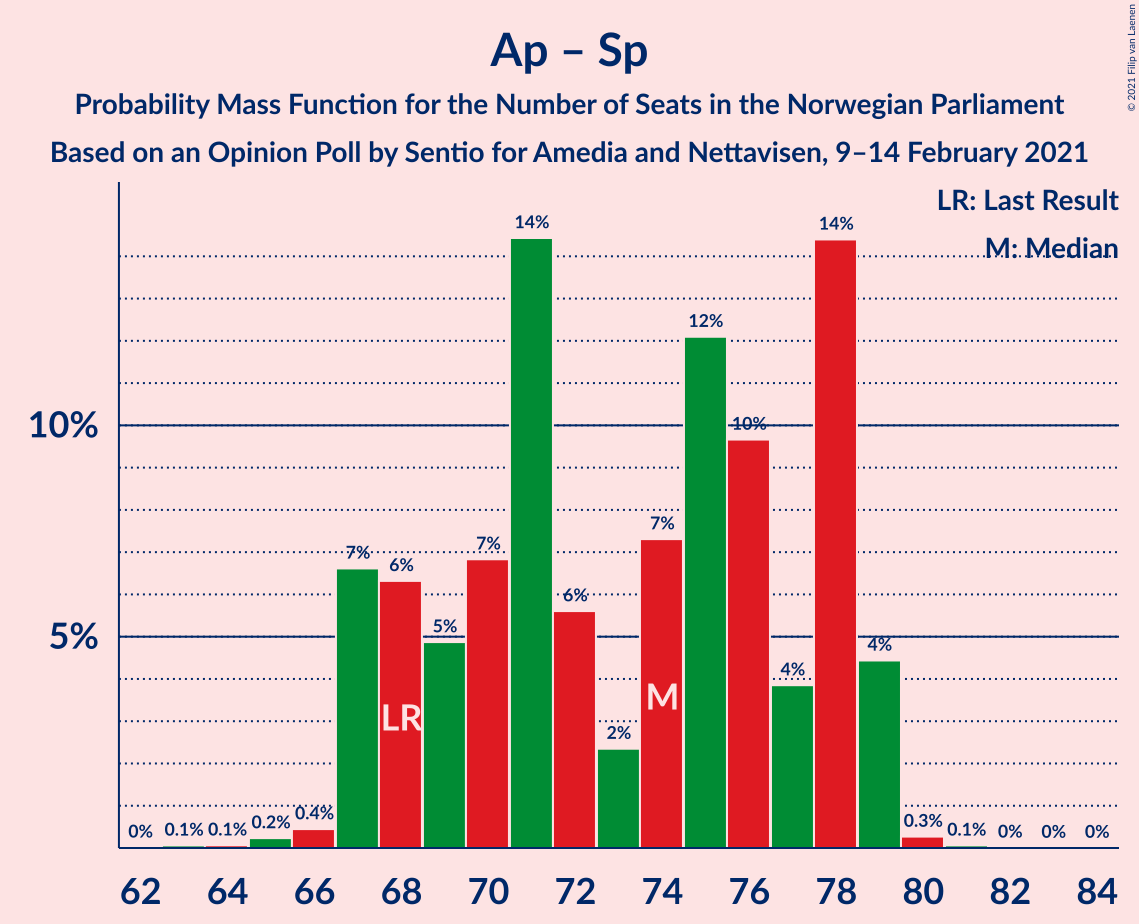 Ap – Sp
Probability Mass Function for the Number of Seats in the Norwegian Parliament
Based on an Opinion Poll by Sentio for Amedia and Nettavisen, 9–14 February 2021
© 2021 Filip van Laenen
LR: Last Result
M: Median
10%
5%
0% 0.1% 0.1% 0.2% 0.4% 7% 6% 5% 7% 14% 6% 2% 7% 12% 10% 4% 14% 4% 0.3% 0.1% 0% 0% 0%
LR
M
62 64 66 68 70 72 74 76 78 80 82 84